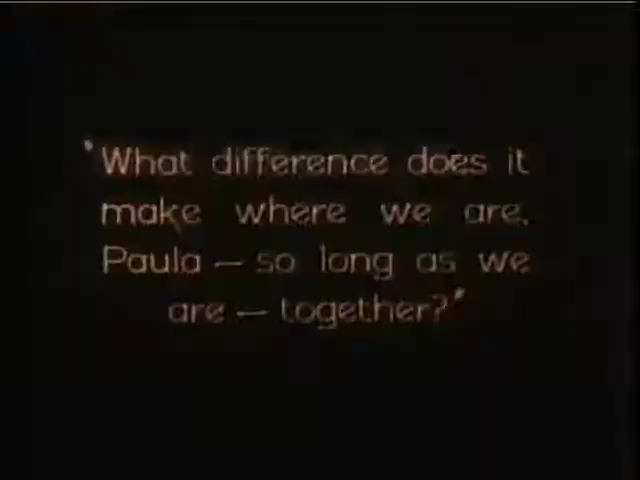 "What difference does it
make where we are,
Paula — so long as we
are — together?"